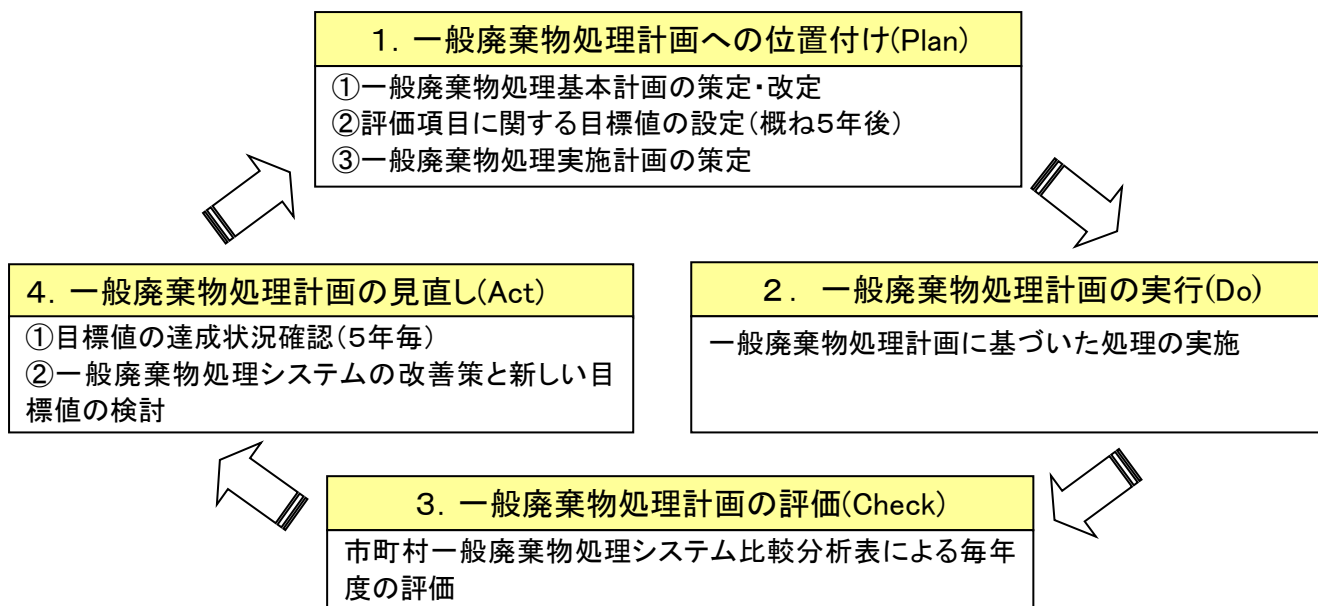 １．一般廃棄物処理計画への位置付け(Plan)
①一般廃棄物処理基本計画の策定・改定
②評価項目に関する目標値の設定（概ね５年後）
③一般廃棄物処理実施計画の策定
２．　一般廃棄物処理計画の実行(Do)
一般廃棄物処理計画に基づいた処理の実施
３．一般廃棄物処理計画の評価(Check)
市町村一般廃棄物処理システム比較分析表による毎年
度の評価
４．一般廃棄物処理計画の見直し(Act)
①目標値の達成状況確認（５年毎）
②一般廃棄物処理システムの改善策と新しい目
標値の検討